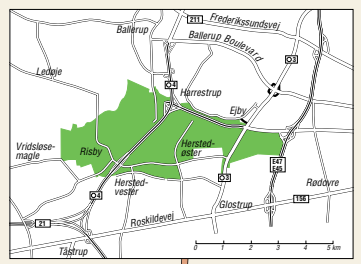 211
Frederikssundsvej
Ballerup
Ballerup Boulevard
O3
Ledøje
O4
Harrestrup
Ejby
Vridsløse-
magle
Risby
Hersted-
øster
E47
E45
Hersted-
vester
O3
Rødovre
O4
Glostrup
156
21
Roskildevej
Tåstrup
0 1 2 3 4 5 km